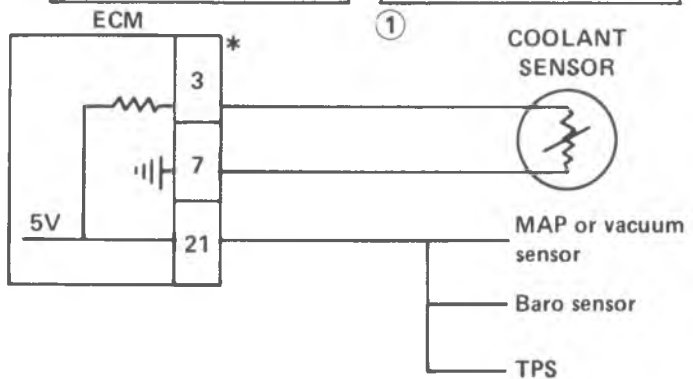 ECM
*
①
COOLANT
SENSOR
3
7
5V
21
MAP or vacuum
sensor
Baro sensor
TPS